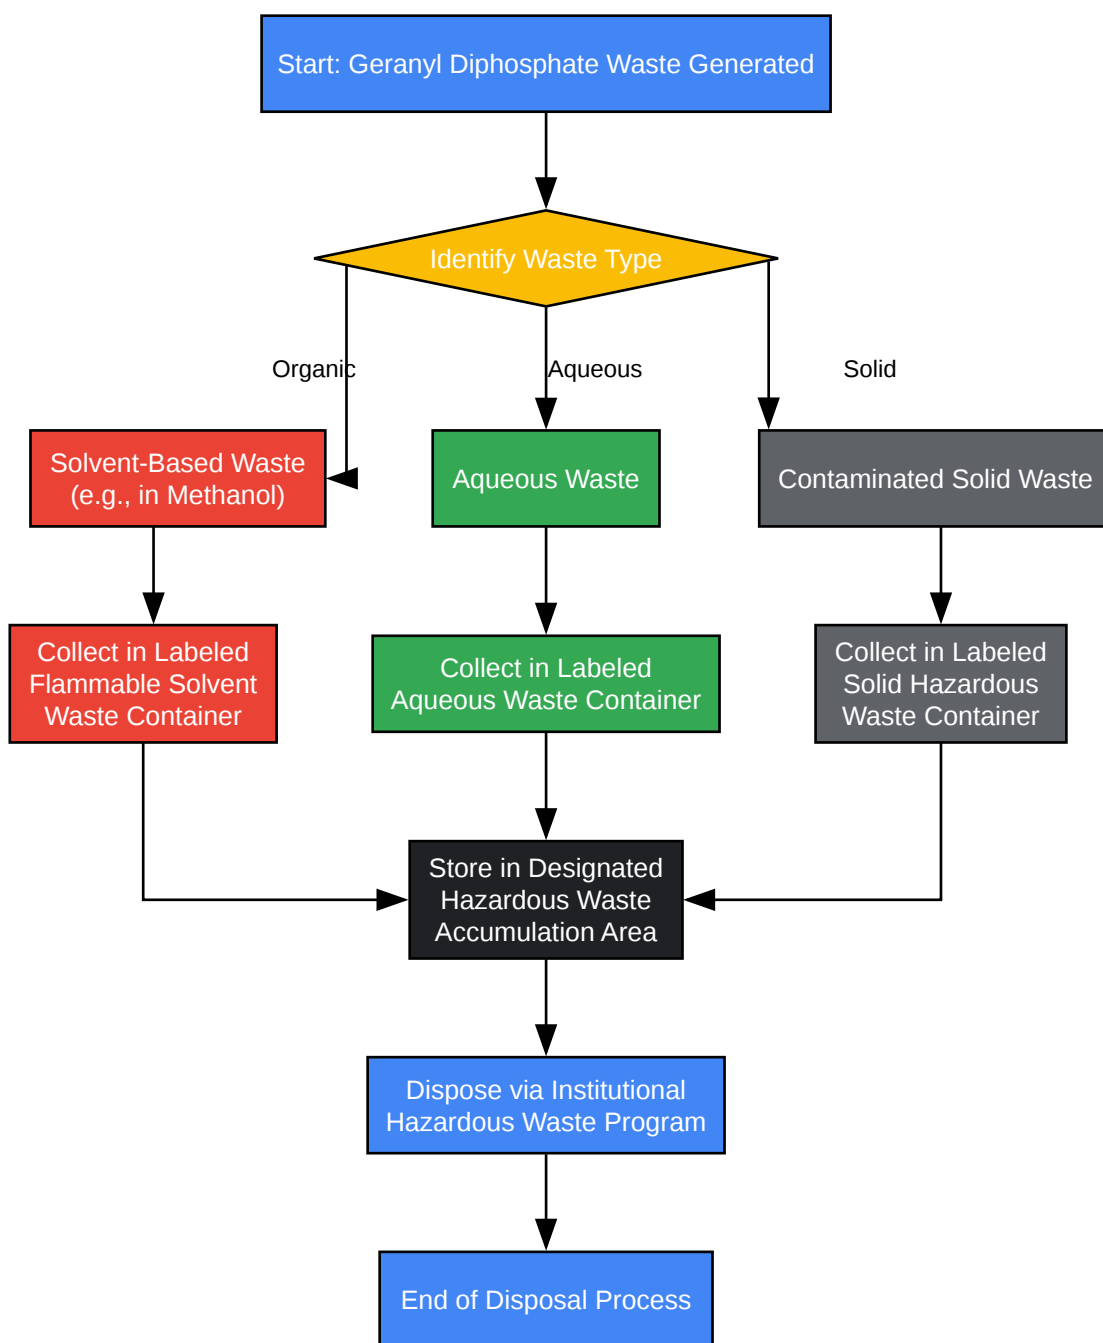 Start: Geranyl Diphosphate Waste Generated
Identify Waste Type
Organic
Aqueous
Solid
Solvent-Based Waste
(e.g., in Methanol)
Aqueous Waste
Contaminated Solid Waste
Collect in Labeled
Flammable Solvent
Waste Container
Collect in Labeled
Aqueous Waste Container
Collect in Labeled
Solid Hazardous
Waste Container
Store in Designated
Hazardous Waste
Accumulation Area
Dispose via Institutional
Hazardous Waste Program
End of Disposal Process